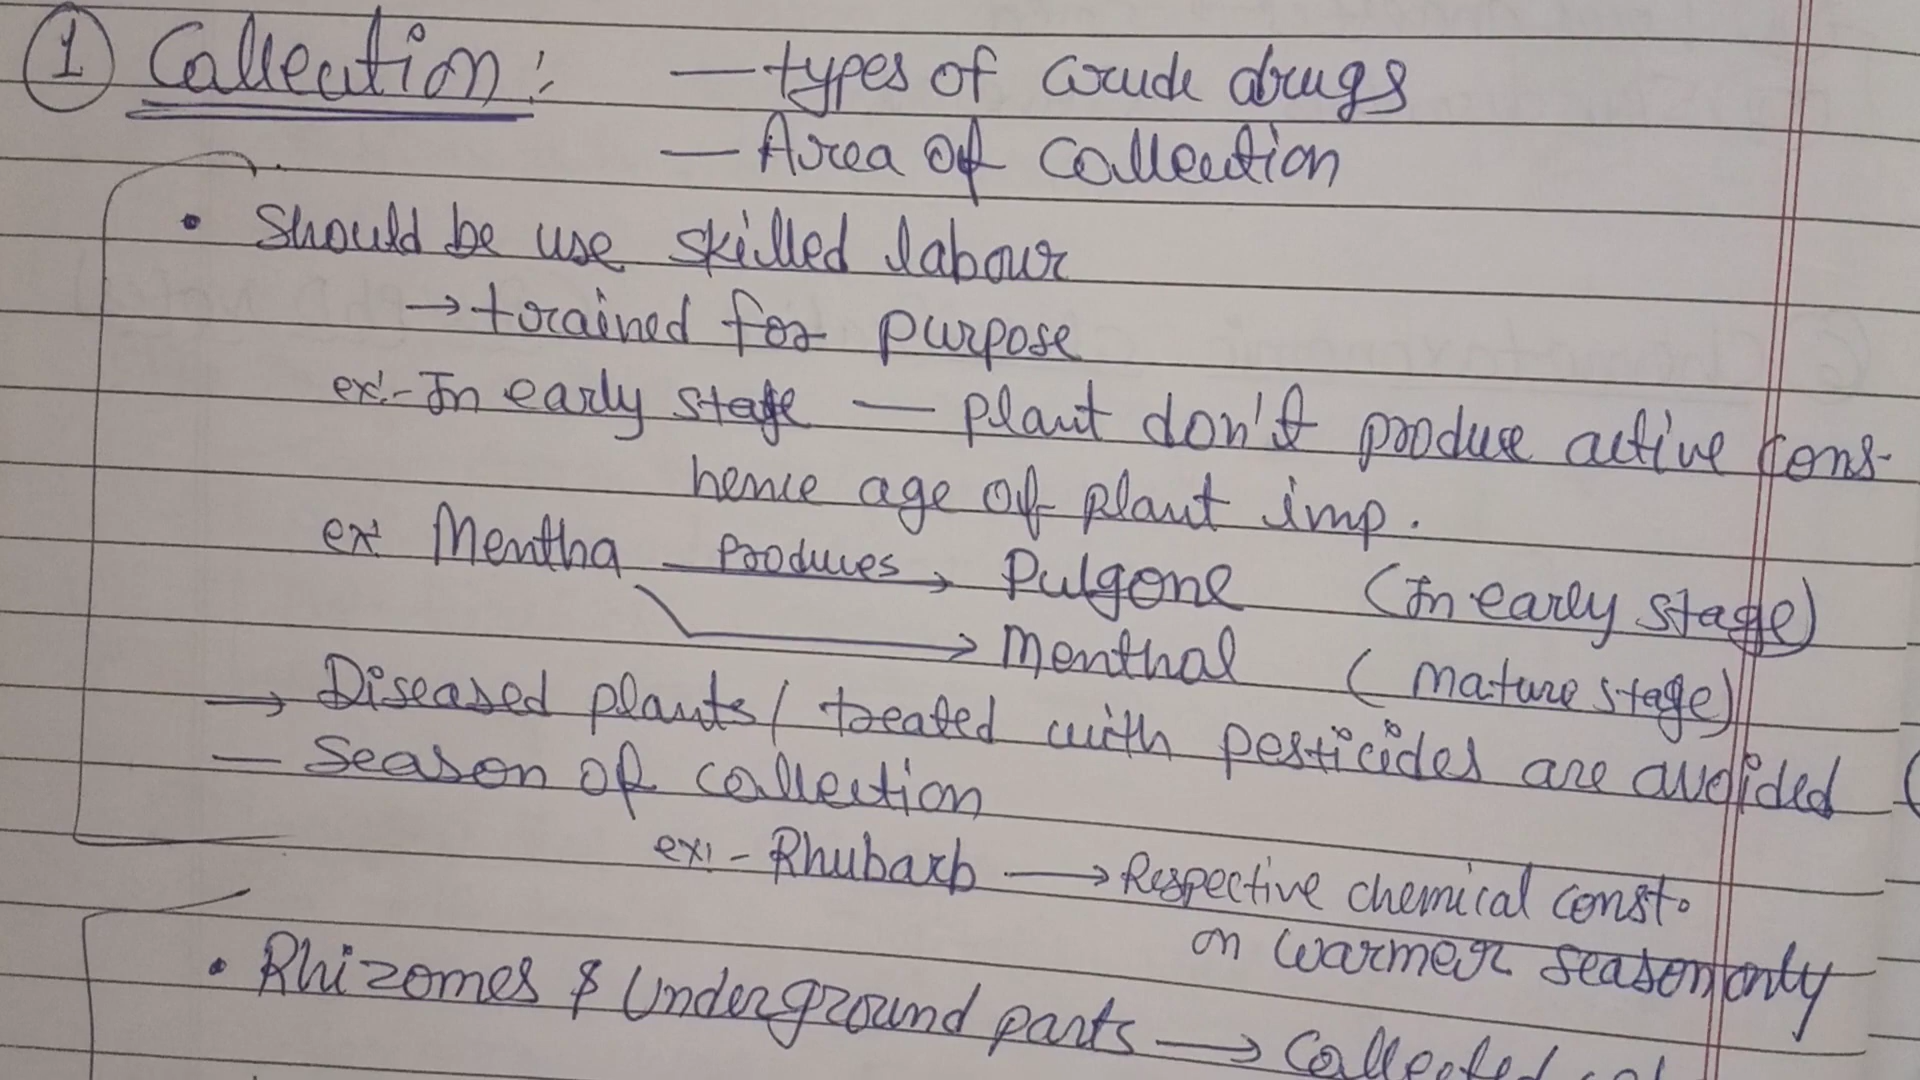 ① Collection:- — types of crude drugs
— Area of collection
• Should be use skilled labour
→ trained for purpose
ex:- In early stage — plant don't produce active cons-
hence age of plant imp.
ex: Mentha produces → Pulgone (In early stage)
→ Menthal (mature stage)
→ Diseased plants / treated with pesticides are avoided
— Season of collection
ex:- Rhubarb → Respective chemical const.
on warmer season only
• Rhizomes & Underground parts → Collected